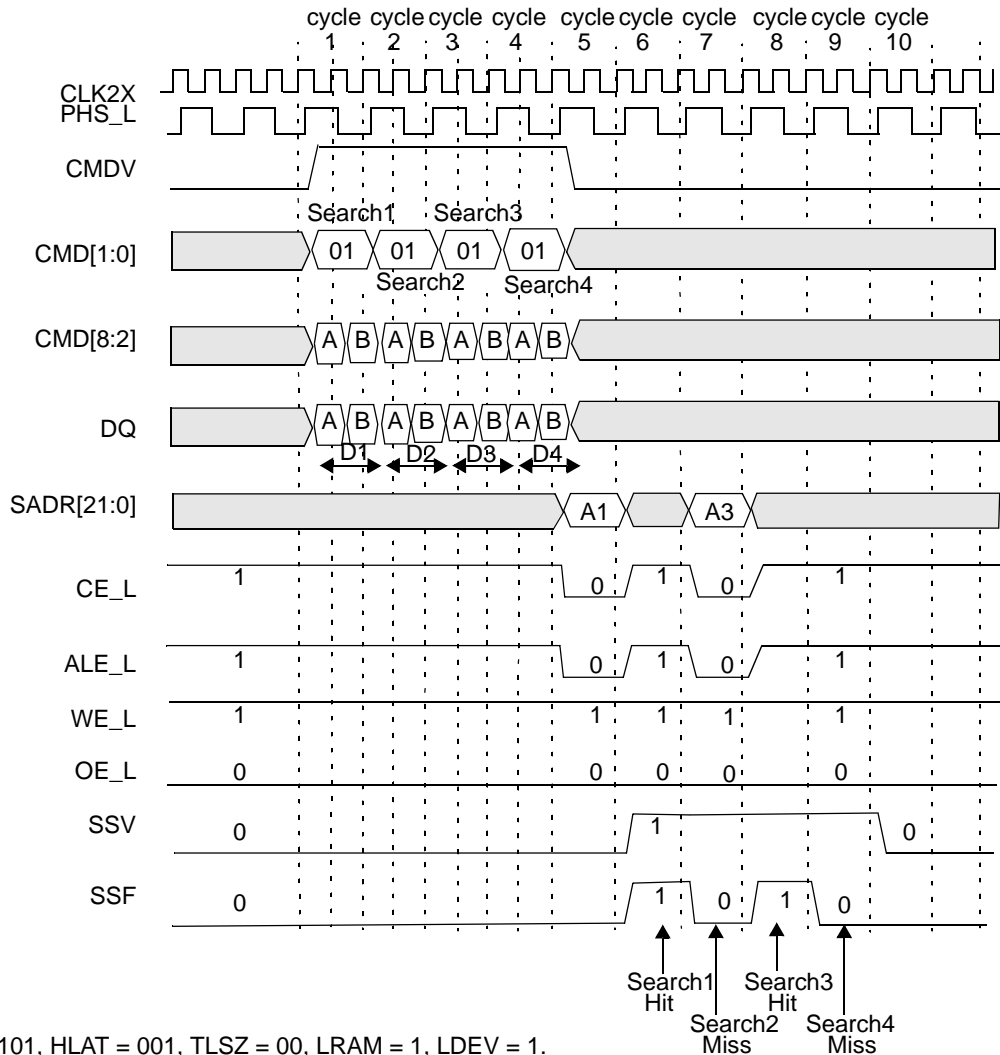 cycle cycle cycle cycle cycle cycle cycle cycle cycle cycle
1 2 3 4 5 6 7 8 9 10
CLK2X
PHS_L
CMDV
Search1 Search3
CMD[1:0] 01 01 01 01
Search2 Search4
CMD[8:2] A B A B A B A B
DQ A B A B A B A B
D1 D2 D3 D4
SADR[21:0] A1 A3
CE_L 1 0 1 0 1
ALE_L 1 0 1 0 1
WE_L 1 1 1 1 1
OE_L 0 0 0 0 0
SSV 0 1 0
SSF 0 1 0 1 0
Search1 Search3
Hit Hit
Search2 Search4
Miss Miss
101, HLAT = 001, TLSZ = 00, LRAM = 1, LDEV = 1.